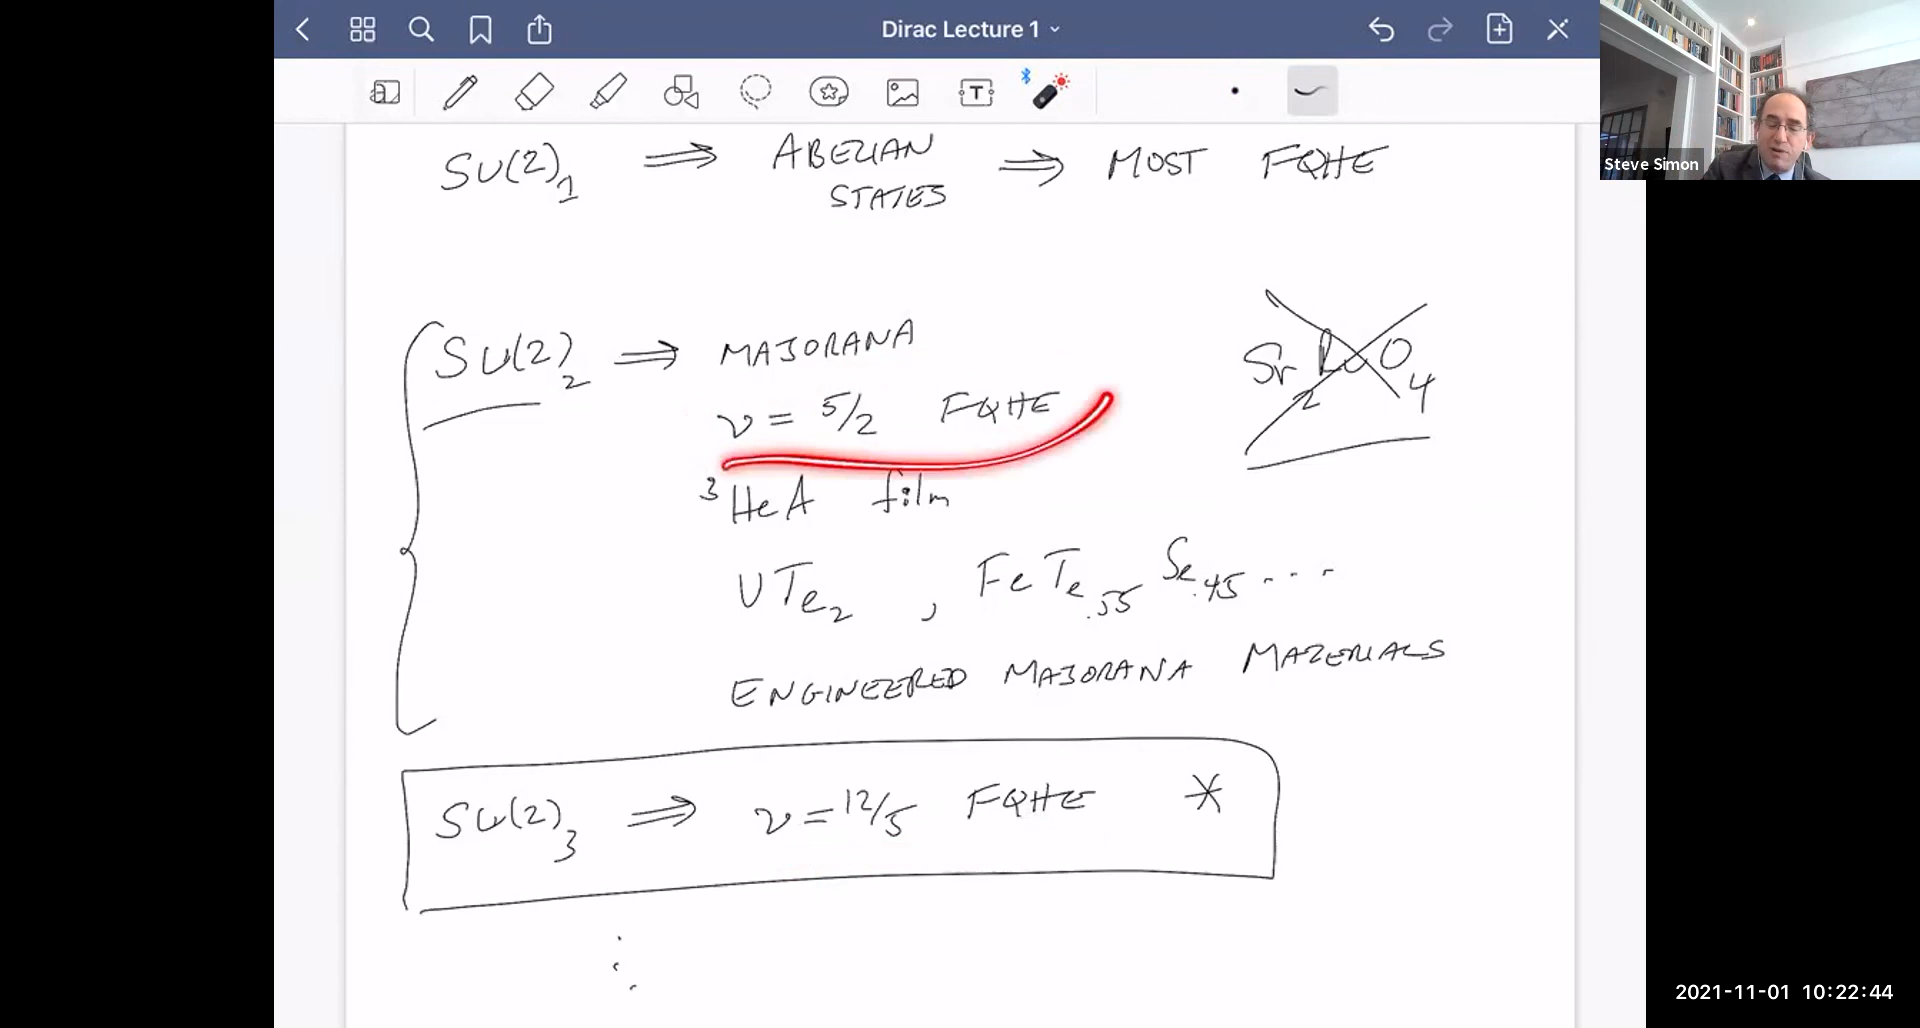 Dirac Lecture 1
Steve Simon
SU(2)₁ ⟹ ABELIAN STATES ⟹ MOST FQHE
SU(2)₂ ⟹ MAJORANA
Sr₂RuO₄
ν = 5/2 FQHE
³HeA film
UTe₂ , FeTe.₅₅Se.₄₅ ...
ENGINEERED MAJORANA MATERIALS
SU(2)₃ ⟹ ν = 12/5 FQHE *
2021-11-01 10:22:44